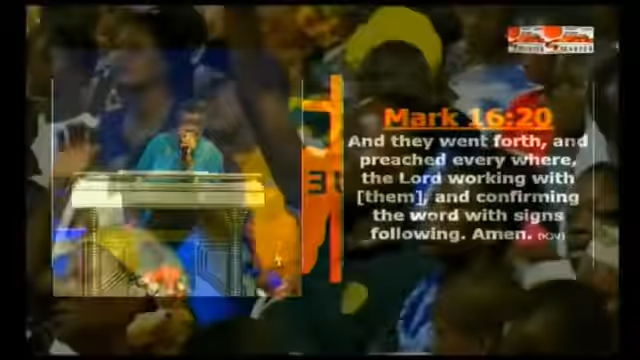 Mark 16:20
And they went forth, and
preached every where,
the Lord working with
[them], and confirming
the word with signs
following. Amen.